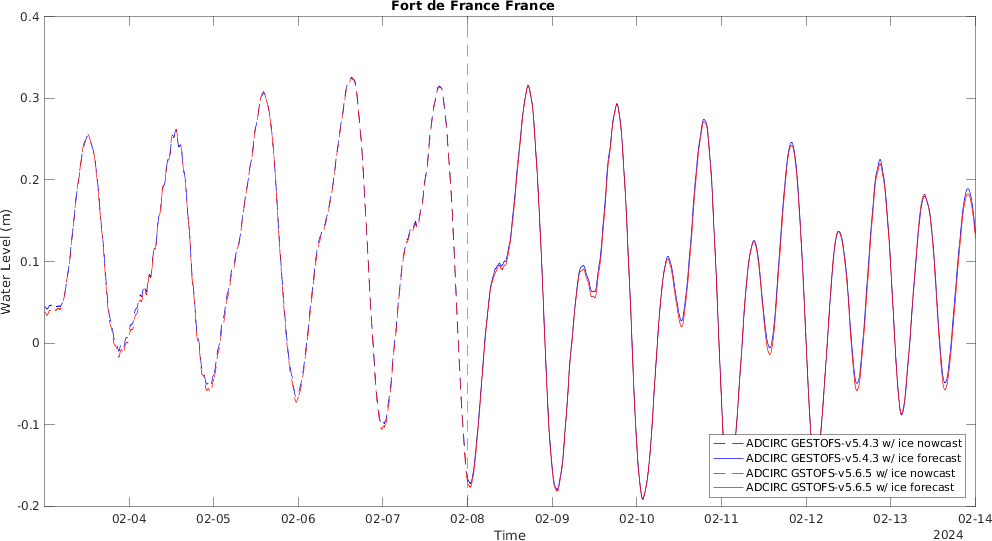 Fort de France France
Water Level (m)
0.4
0.3
0.2
0.1
0
-0.1
-0.2
ADCIRC GESTOFS-v5.4.3 w/ ice nowcast
ADCIRC GESTOFS-v5.4.3 w/ ice forecast
ADCIRC GSTOFS-v5.6.5 w/ ice nowcast
ADCIRC GSTOFS-v5.6.5 w/ ice forecast
02-04 02-05 02-06 02-07 02-08 02-09 02-10 02-11 02-12 02-13 02-14
Time
2024